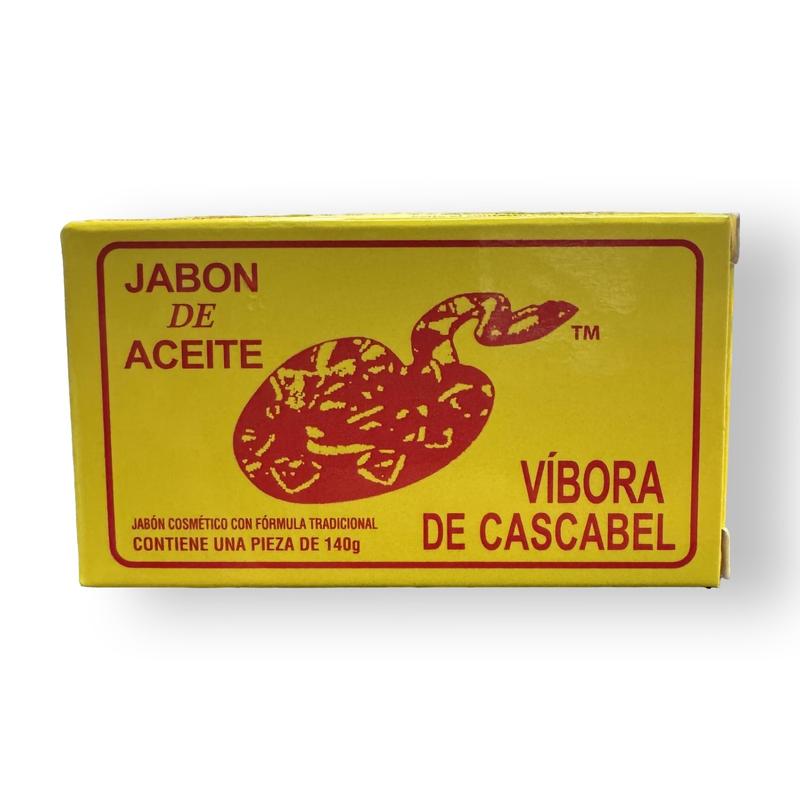 JABON
DE
ACEITE
TM
VÍBORA
DE CASCABEL
JABÓN COSMÉTICO CON FÓRMULA TRADICIONAL
CONTIENE UNA PIEZA DE 140g